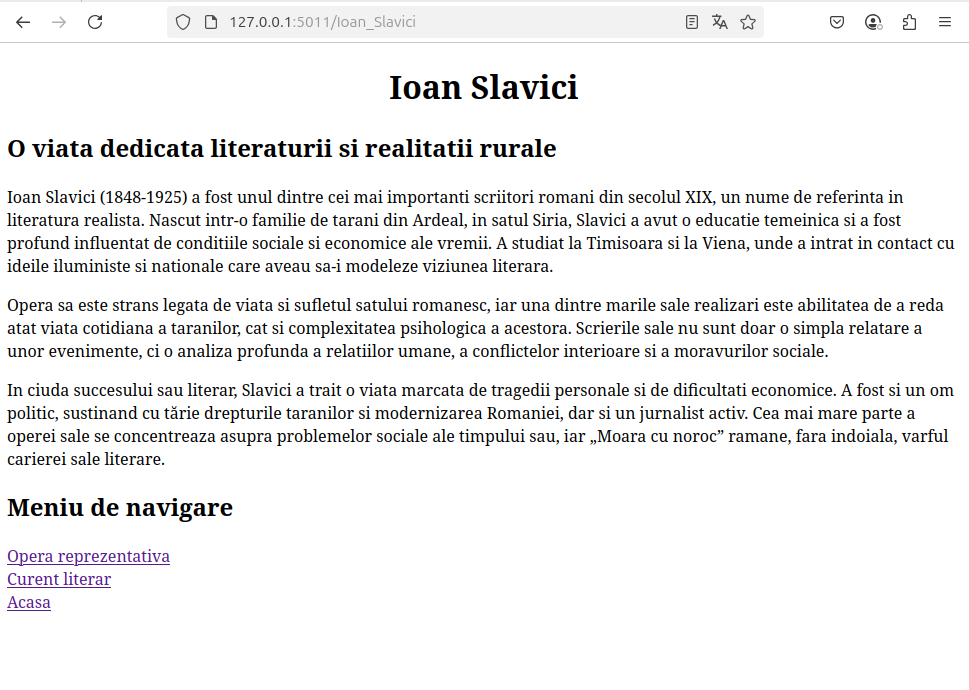 127.0.0.1:5011/Ioan_Slavici
Ioan Slavici
O viata dedicata literaturii si realitatii rurale
Ioan Slavici (1848-1925) a fost unul dintre cei mai importanti scriitori romani din secolul XIX, un nume de referinta in
literatura realista. Nascut intr-o familie de tarani din Ardeal, in satul Siria, Slavici a avut o educatie temeinica si a fost
profund influentat de conditiile sociale si economice ale vremii. A studiat la Timisoara si la Viena, unde a intrat in contact cu
ideile iluministe si nationale care aveau sa-i modeleze viziunea literara.
Opera sa este strans legata de viata si sufletul satului romanesc, iar una dintre marile sale realizari este abilitatea de a reda
atat viata cotidiana a taranilor, cat si complexitatea psihologica a acestora. Scrierile sale nu sunt doar o simpla relatare a
unor evenimente, ci o analiza profunda a relatiilor umane, a conflictelor interioare si a moravurilor sociale.
In ciuda succesului sau literar, Slavici a trait o viata marcata de tragedii personale si de dificultati economice. A fost si un om
politic, sustinand cu tărie drepturile taranilor si modernizarea Romaniei, dar si un jurnalist activ. Cea mai mare parte a
operei sale se concentreaza asupra problemelor sociale ale timpului sau, iar „Moara cu noroc” ramane, fara indoiala, varful
carierei sale literare.
Meniu de navigare
Opera reprezentativa
Curent literar
Acasa